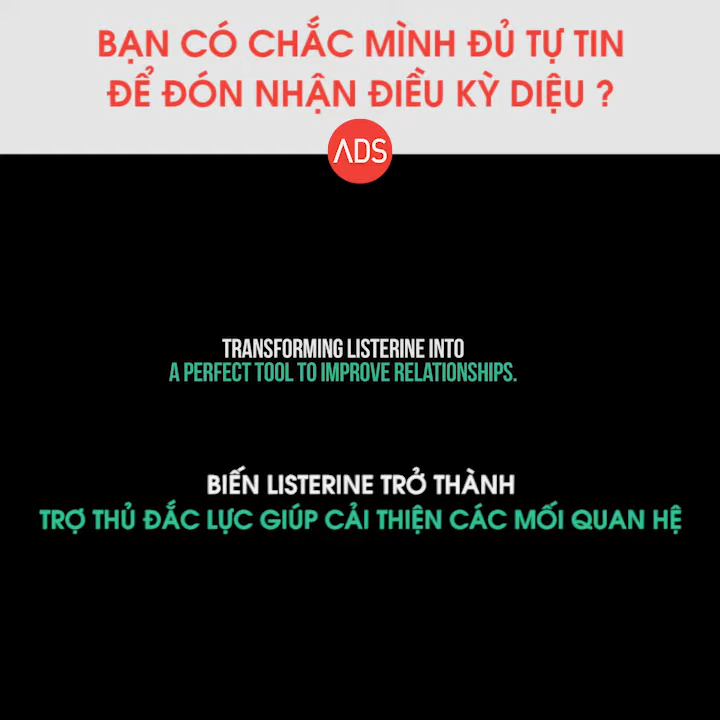 BẠN CÓ CHẮC MÌNH ĐỦ TỰ TIN
ĐỂ ĐÓN NHẬN ĐIỀU KỲ DIỆU ?
ADS
TRANSFORMING LISTERINE INTO
A PERFECT TOOL TO IMPROVE RELATIONSHIPS.
BIẾN LISTERINE TRỞ THÀNH
TRỢ THỦ ĐẮC LỰC GIÚP CẢI THIỆN CÁC MỐI QUAN HỆ